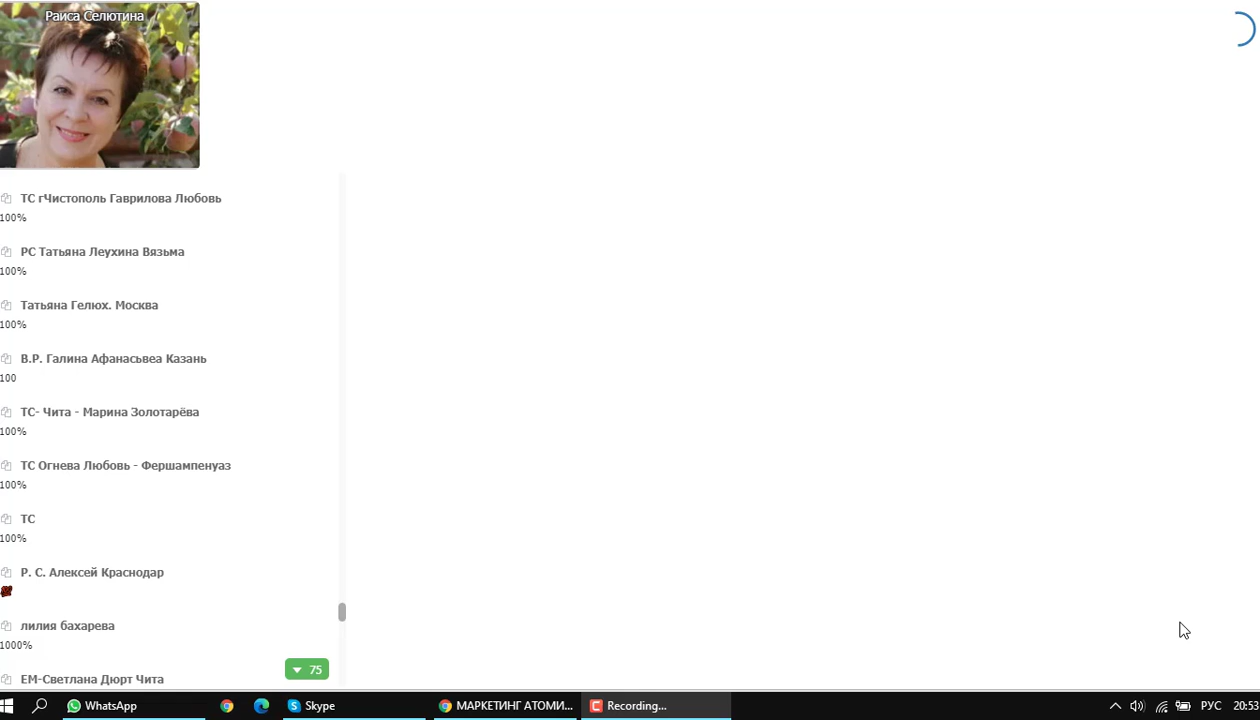 Раиса Селютина
ТС гЧистополь Гаврилова Любовь
100%
РС Татьяна Леухина Вязьма
100%
Татьяна Гелюх. Москва
100%
В.Р. Галина Афанасьвеа Казань
100
ТС- Чита - Марина Золотарёва
100%
ТС Огнева Любовь - Фершампенуаз
100%
ТС
100%
Р. С. Алексей Краснодар
лилия бахарева
1000%
75
ЕМ-Светлана Дюрт Чита
WhatsApp
Skype
МАРКЕТИНГ АТОМИ...
Recording...
РУС
20:53